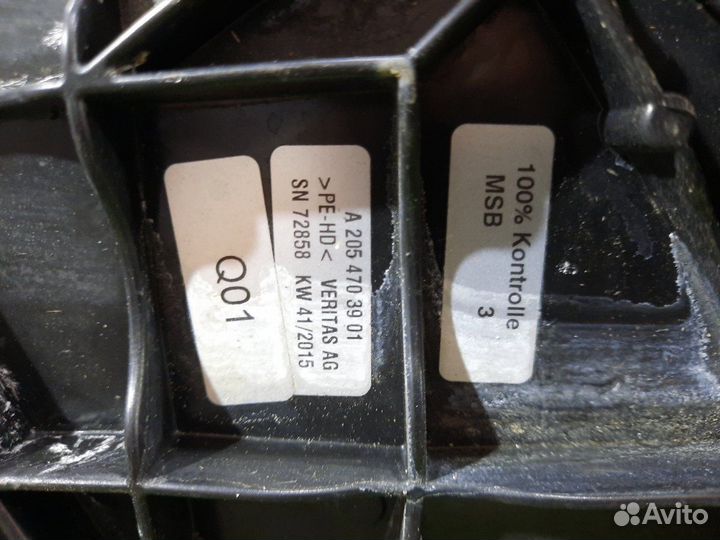 Q01
A 205 470 39 01
>PE-HD< VERITAS AG
SN 72858 KW 41/2015
100% Kontrolle
MSB 3
Avito